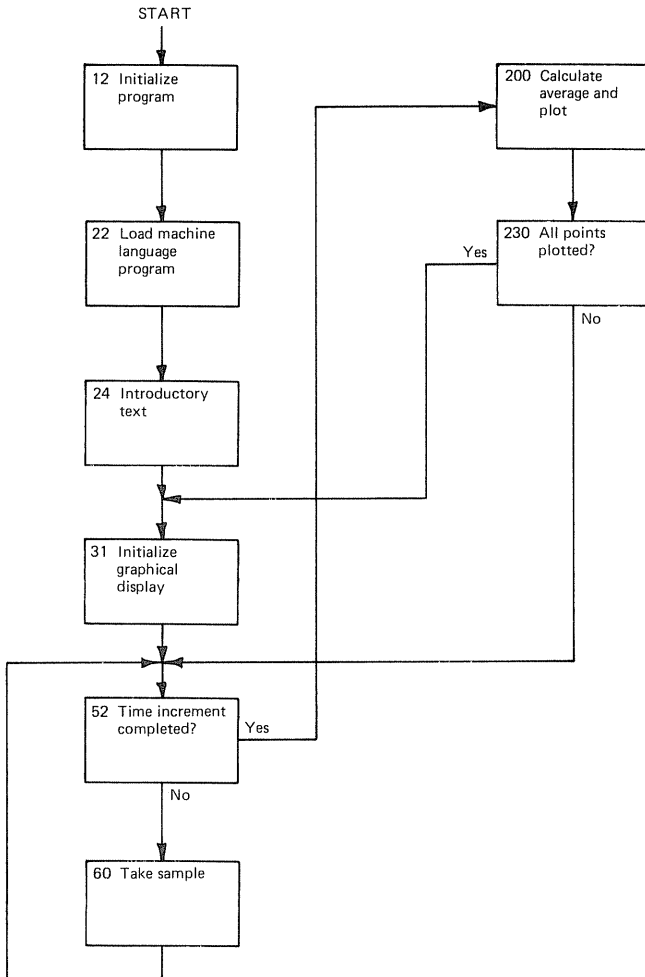 START
12 Initialize
program
22 Load machine
language
program
24 Introductory
text
31 Initialize
graphical
display
52 Time increment
completed?
Yes
No
60 Take sample
200 Calculate
average and
plot
230 All points
plotted?
Yes
No